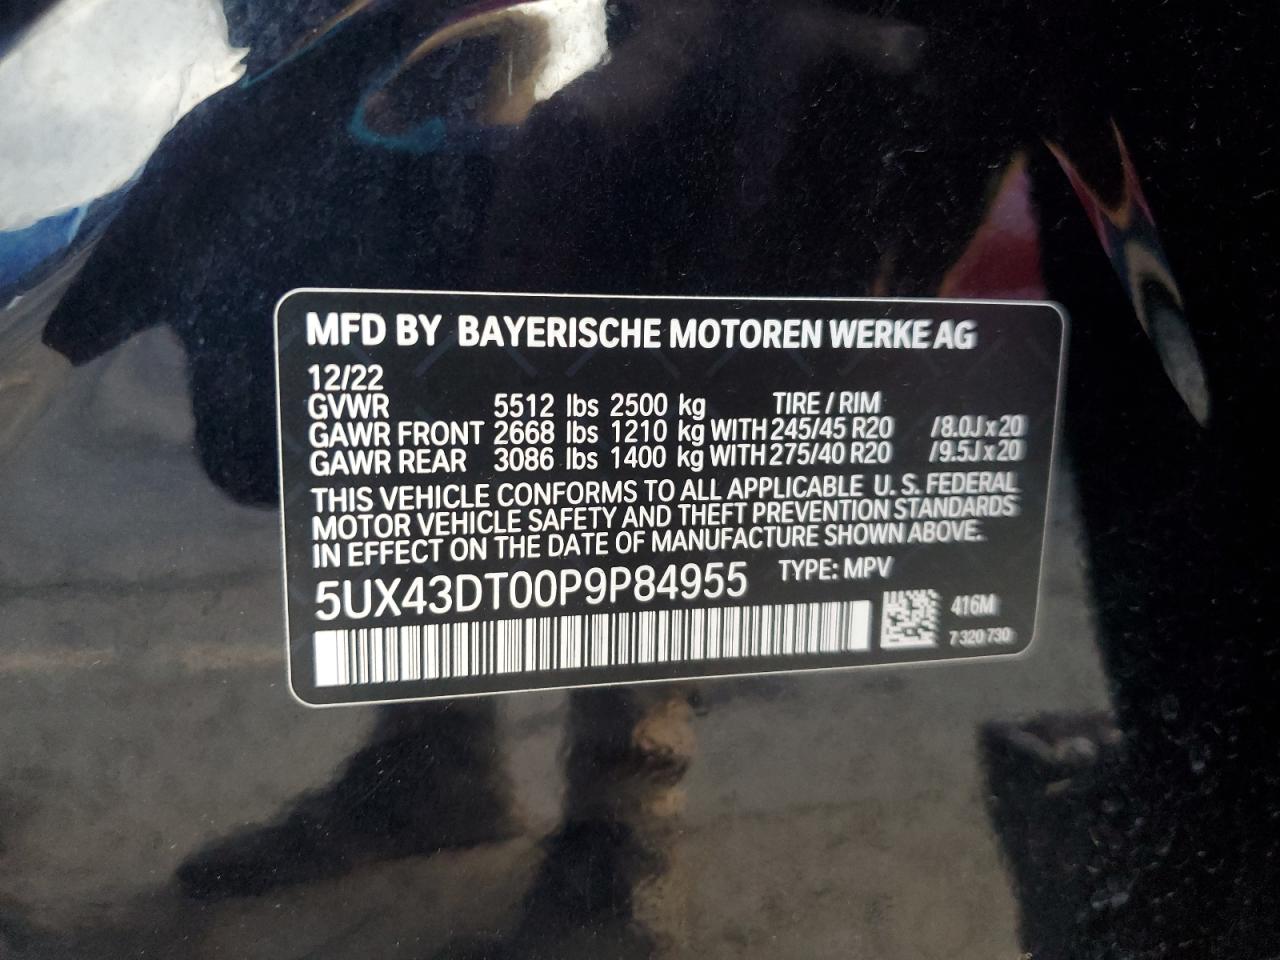 MFD BY BAYERISCHE MOTOREN WERKE AG
12/22
GVWR 5512 lbs 2500 kg TIRE / RIM
GAWR FRONT 2668 lbs 1210 kg WITH 245/45 R20 /8.0J x 20
GAWR REAR 3086 lbs 1400 kg WITH 275/40 R20 /9.5J x 20
THIS VEHICLE CONFORMS TO ALL APPLICABLE U. S. FEDERAL
MOTOR VEHICLE SAFETY AND THEFT PREVENTION STANDARDS
IN EFFECT ON THE DATE OF MANUFACTURE SHOWN ABOVE.
5UX43DT00P9P84955 TYPE: MPV
416M
7 320 730